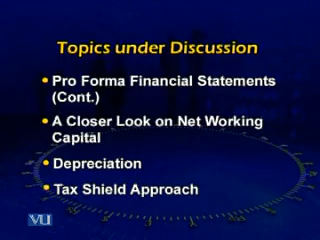 Topics under Discussion
• Pro Forma Financial Statements
(Cont.)
• A Closer Look on Net Working
Capital
• Depreciation
• Tax Shield Approach
VU